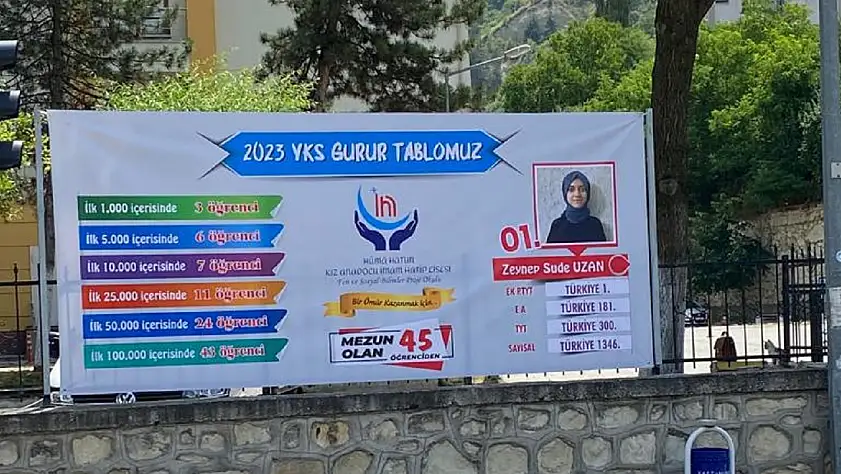 2023 YKS GURUR TABLOMUZ
İlk 1.000 içerisinde 3 öğrenci
İlk 5.000 içerisinde 6 öğrenci
İlk 10.000 içerisinde 7 öğrenci
İlk 25.000 içerisinde 11 öğrenci
İlk 50.000 içerisinde 24 öğrenci
İlk 100.000 içerisinde 43 öğrenci
HÜMA HATUN
KIZ ANADOLU İMAM HATİP LİSESİ
Fen ve Sosyal Bilimler Proje Okulu
Bir Ömür Kazanmak İçin...
MEZUN OLAN 45 ÖĞRENCİDEN
01.
Zeynep Sude UZAN
EK PTYT TÜRKİYE 1.
EA TÜRKİYE 181.
TYT TÜRKİYE 300.
SAYISAL TÜRKİYE 1346.